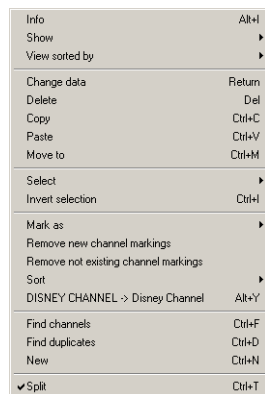 Info Alt+I
Show
View sorted by
Change data Return
Delete Del
Copy Ctrl+C
Paste Ctrl+V
Move to Ctrl+M
Select
Invert selection Ctrl+I
Mark as
Remove new channel markings
Remove not existing channel markings
Sort
DISNEY CHANNEL -> Disney Channel Alt+Y
Find channels Ctrl+F
Find duplicates Ctrl+D
New Ctrl+N
Split Ctrl+T